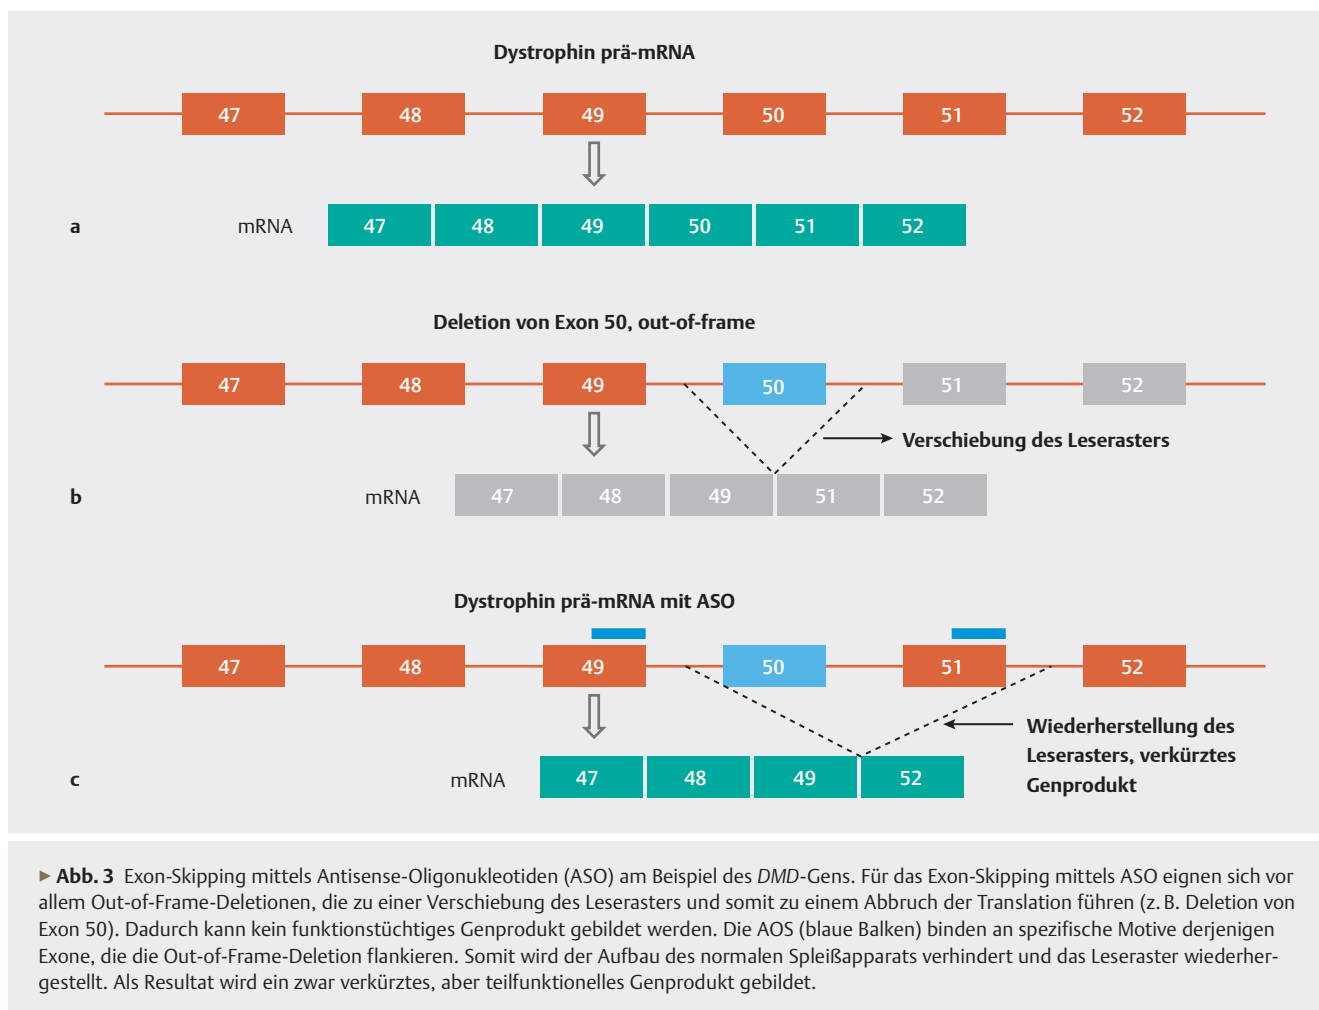 Dystrophin prä-mRNA
47 48 49 50 51 52
a mRNA 47 48 49 50 51 52
Deletion von Exon 50, out-of-frame
47 48 49 50 51 52
Verschiebung des Leserasters
b mRNA 47 48 49 51 52
Dystrophin prä-mRNA mit ASO
47 48 49 50 51 52
Wiederherstellung des
Leserasters, verkürztes
Genprodukt
c mRNA 47 48 49 52
▶ Abb. 3 Exon-Skipping mittels Antisense-Oligonukleotiden (ASO) am Beispiel des DMD-Gens. Für das Exon-Skipping mittels ASO eignen sich vor
allem Out-of-Frame-Deletionen, die zu einer Verschiebung des Leserasters und somit zu einem Abbruch der Translation führen (z. B. Deletion von
Exon 50). Dadurch kann kein funktionstüchtiges Genprodukt gebildet werden. Die AOS (blaue Balken) binden an spezifische Motive derjenigen
Exone, die die Out-of-Frame-Deletion flankieren. Somit wird der Aufbau des normalen Spleißapparats verhindert und das Leseraster wiederher-
gestellt. Als Resultat wird ein zwar verkürztes, aber teilfunktionelles Genprodukt gebildet.